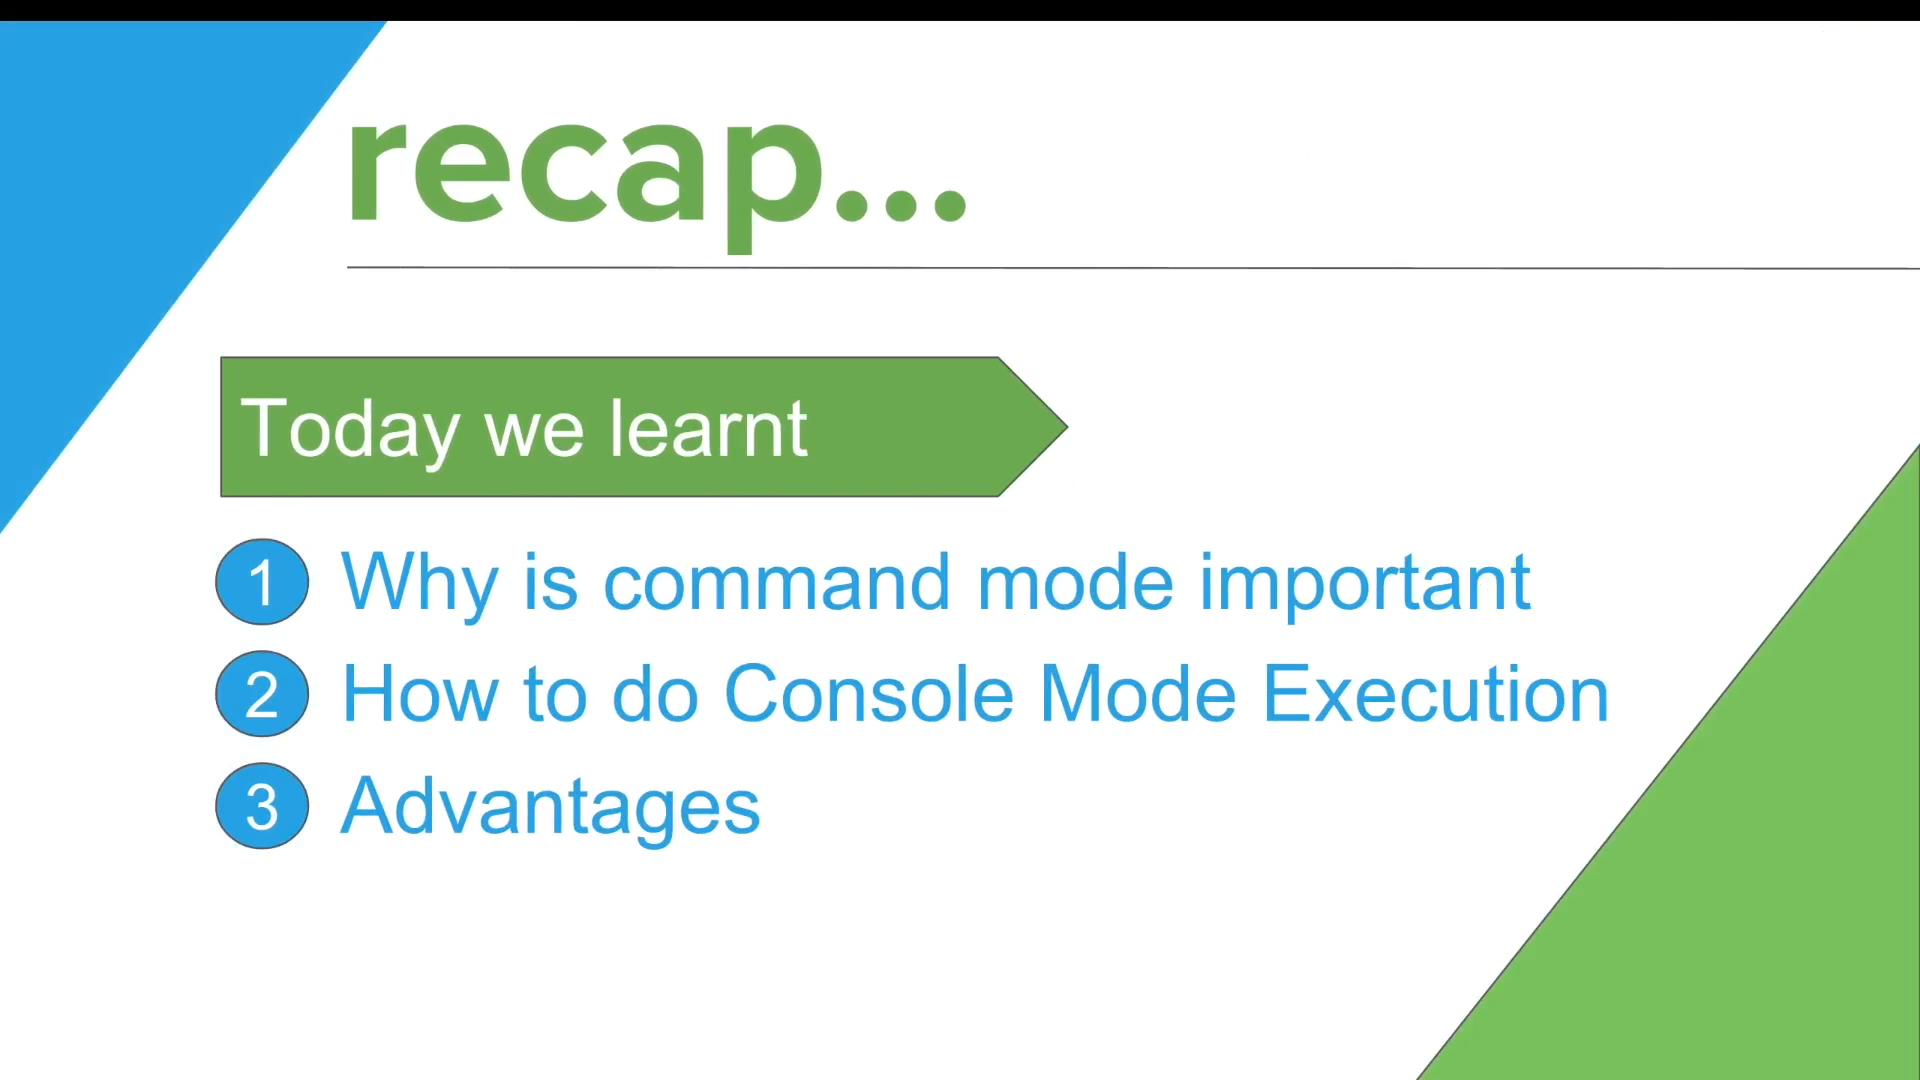 recap...
Today we learnt
1 Why is command mode important
2 How to do Console Mode Execution
3 Advantages